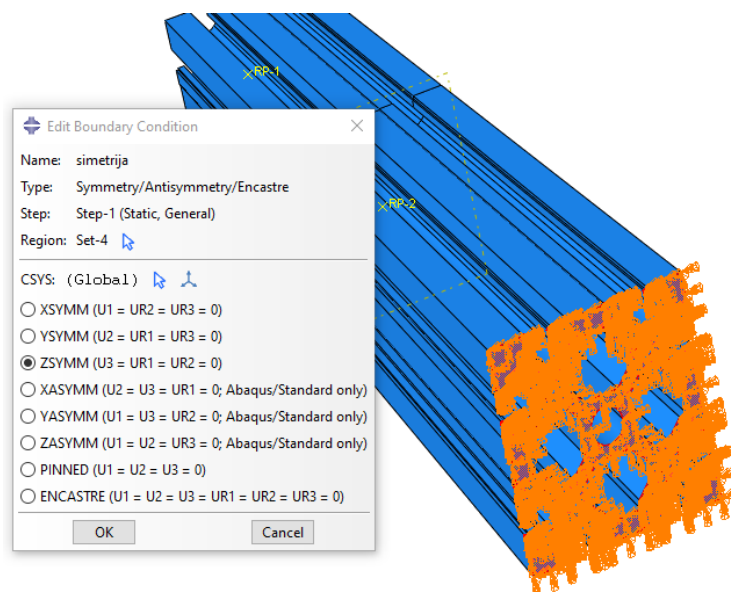 RP-1
RP-2
Edit Boundary Condition
Name: simetrija
Type: Symmetry/Antisymmetry/Encastre
Step: Step-1 (Static, General)
Region: Set-4
CSYS: (Global)
XSYMM (U1 = UR2 = UR3 = 0)
YSYMM (U2 = UR1 = UR3 = 0)
ZSYMM (U3 = UR1 = UR2 = 0)
XASYMM (U2 = U3 = UR1 = 0; Abaqus/Standard only)
YASYMM (U1 = U3 = UR2 = 0; Abaqus/Standard only)
ZASYMM (U1 = U2 = UR3 = 0; Abaqus/Standard only)
PINNED (U1 = U2 = U3 = 0)
ENCASTRE (U1 = U2 = U3 = UR1 = UR2 = UR3 = 0)
OK Cancel